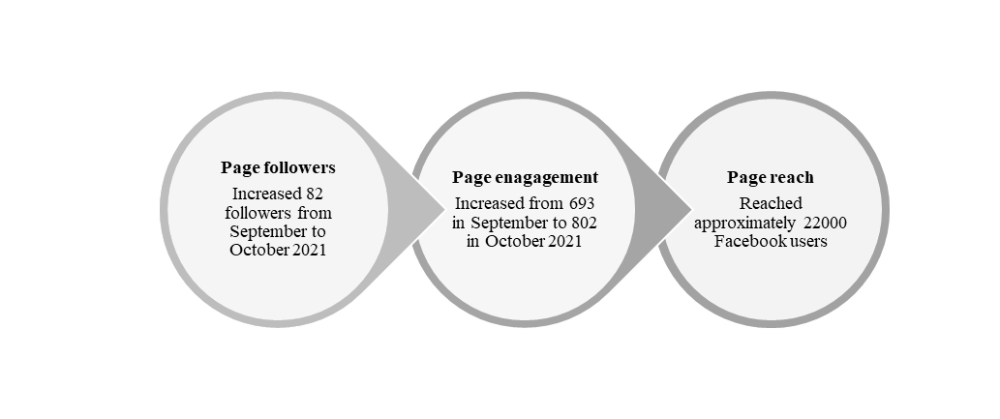 Page followers
Increased 82
followers from
September to
October 2021
Page enagagement
Increased from 693
in September to 802
in October 2021
Page reach
Reached
approximately 22000
Facebook users